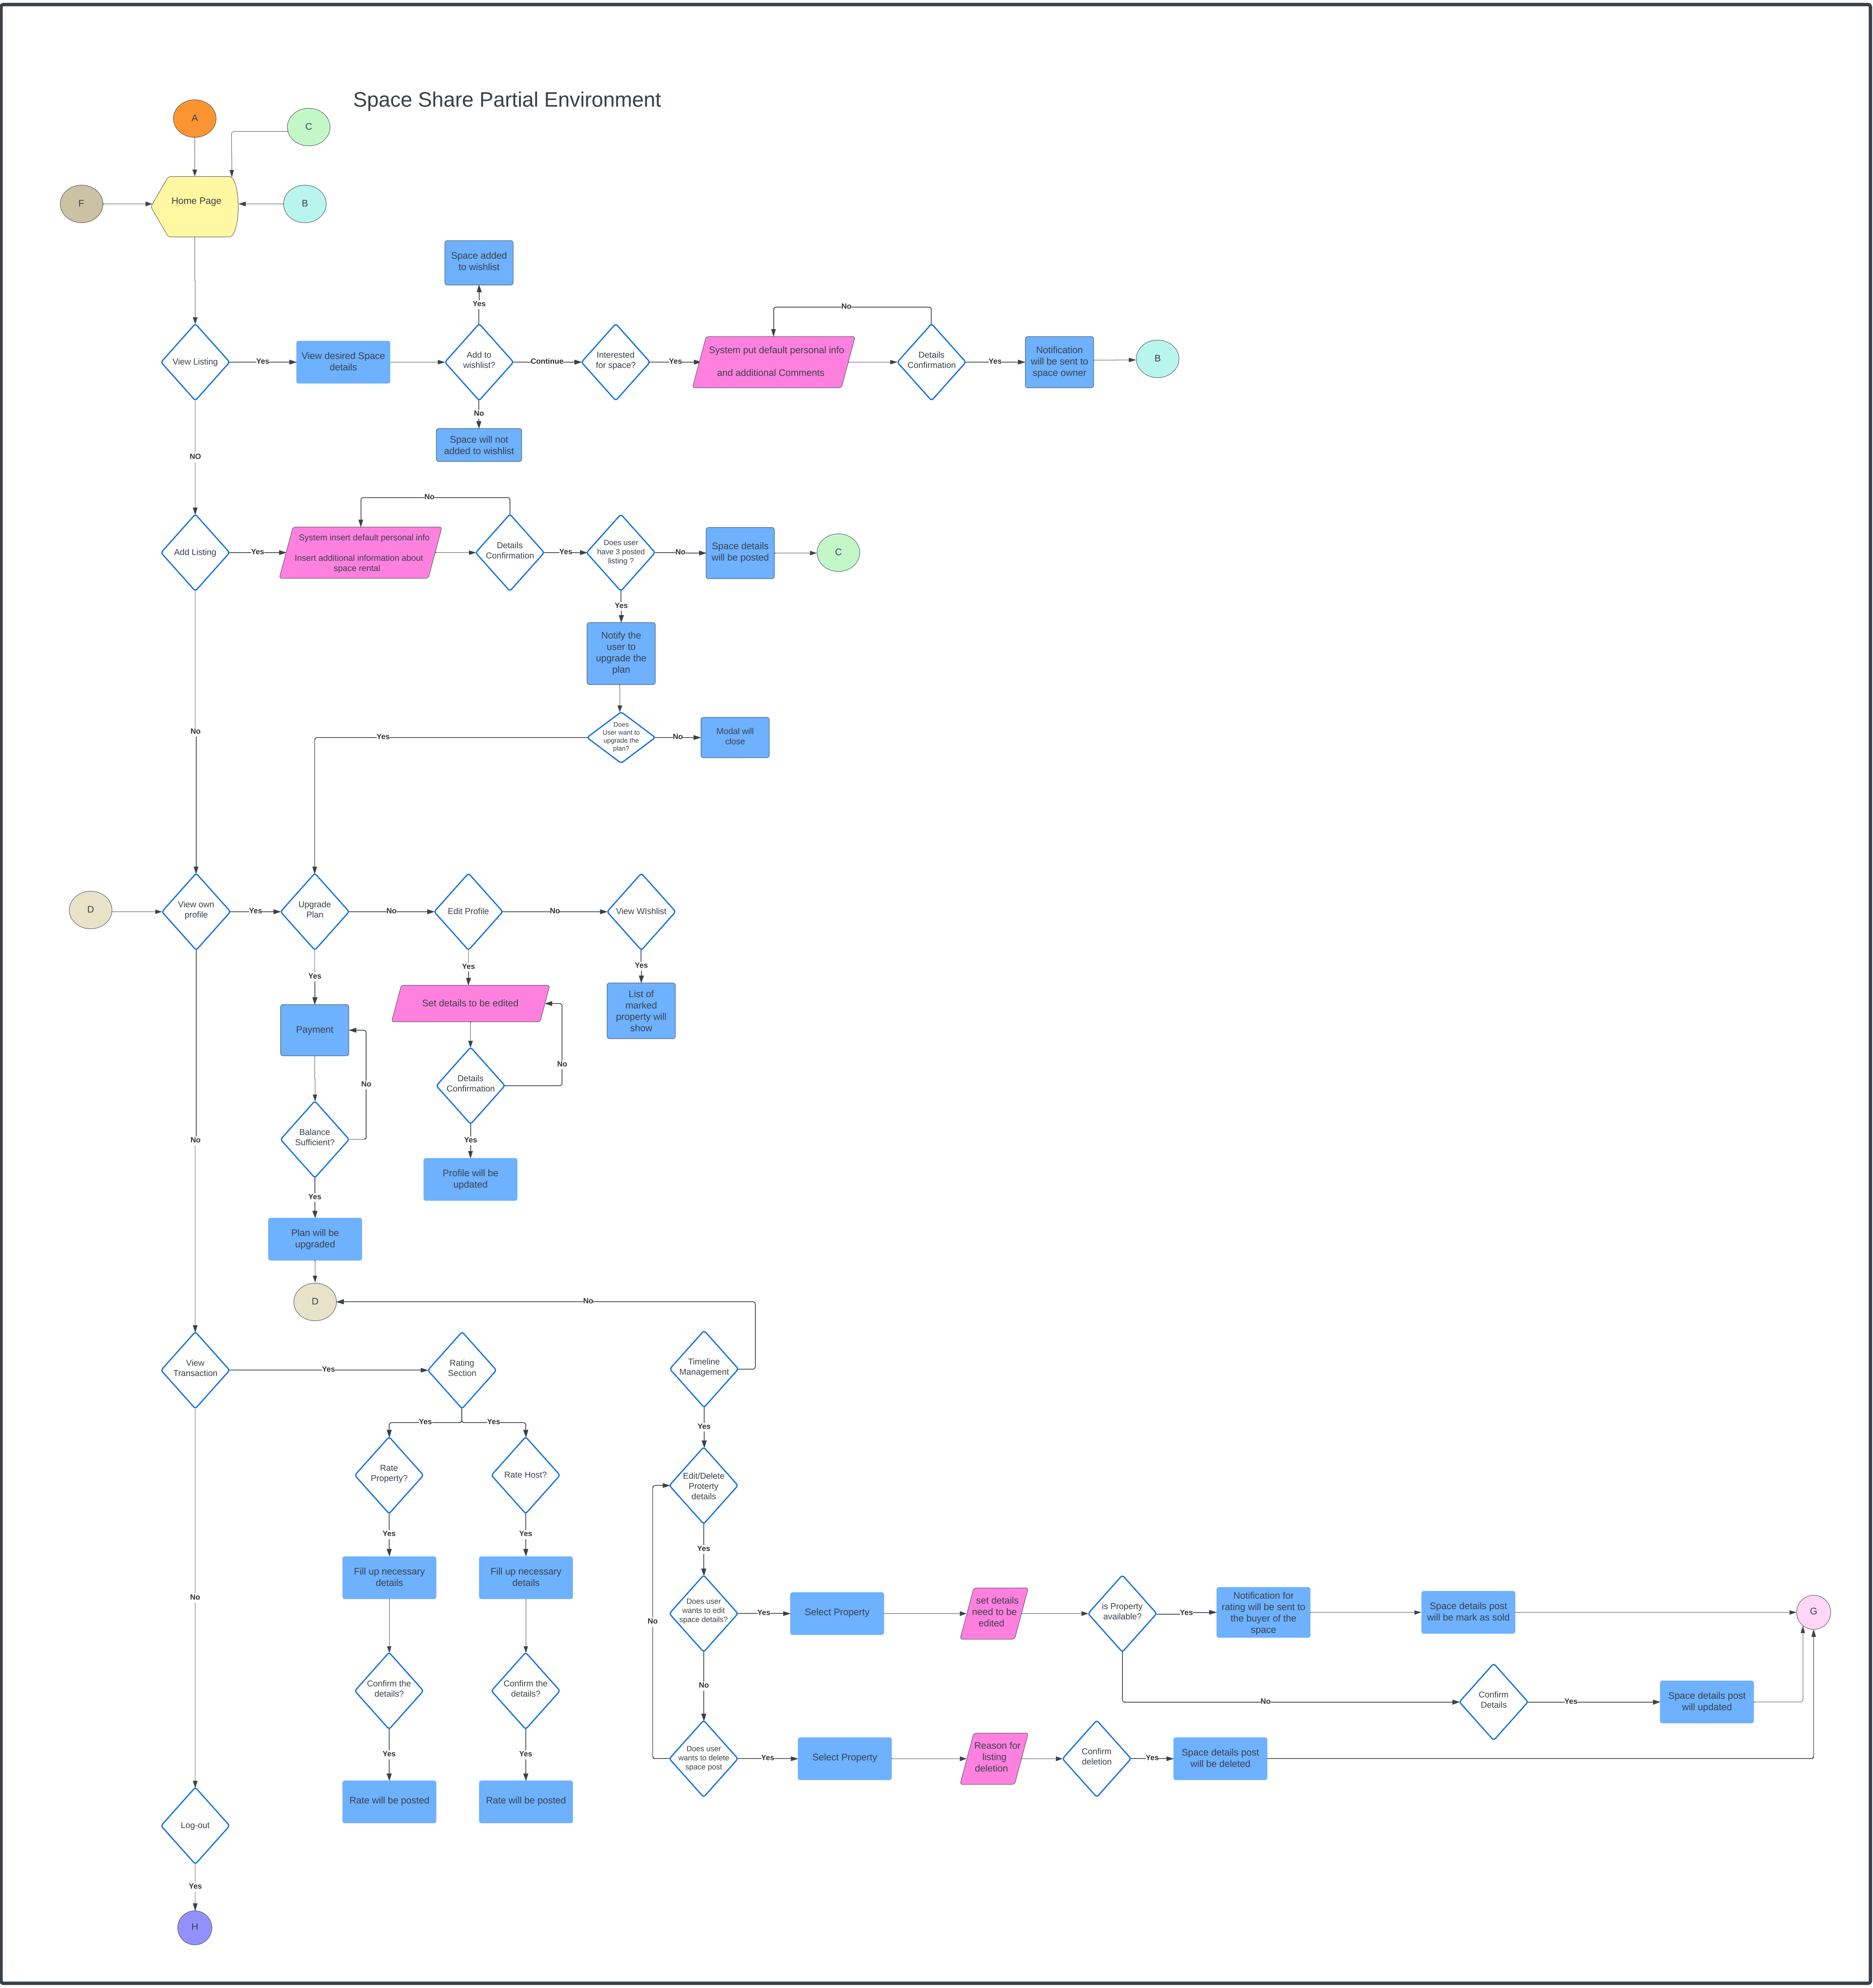 Space Share Partial Environment
A
C
F
Home Page
B
Space added
to wishlist
Yes
No
View Listing
Yes
View desired Space
details
Add to
wishlist?
Continue
Interested
for space?
Yes
System put default personal info
and additional Comments
Details
Confirmation
Yes
Notification
will be sent to
space owner
B
No
Space will not
added to wishlist
NO
No
Add Listing
Yes
System insert default personal info
Insert additional information about
space rental
Details
Confirmation
Yes
Does user
have 3 posted
listing ?
No
Space details
will be posted
C
Yes
Notify the
user to
upgrade the
plan
No
Yes
Does
User want to
upgrade the
plan?
No
Modal will
close
D
View own
profile
Yes
Upgrade
Plan
No
Edit Profile
No
View WIshlist
Yes
Yes
Yes
Payment
Set details to be edited
List of
marked
property will
show
No
No
Details
Confirmation
No
Balance
Sufficient?
Yes
Yes
Profile will be
updated
Plan will be
upgraded
D
No
View
Transaction
Yes
Rating
Section
Timeline
Management
Yes
Yes
Yes
Rate
Property?
Rate Host?
Edit/Delete
Proterty
details
Yes
Yes
Yes
Fill up necessary
details
Fill up necessary
details
No
No
Does user
wants to edit
space details?
Yes
Select Property
set details
need to be
edited
is Property
available?
Yes
Notification for
rating will be sent to
the buyer of the
space
Space details post
will be mark as sold
G
Confirm the
details?
Confirm the
details?
No
No
Confirm
Details
Yes
Space details post
will updated
Yes
Yes
Does user
wants to delete
space post
Yes
Select Property
Reason for
listing
deletion
Confirm
deletion
Yes
Space details post
will be deleted
Rate will be posted
Rate will be posted
Log-out
Yes
H